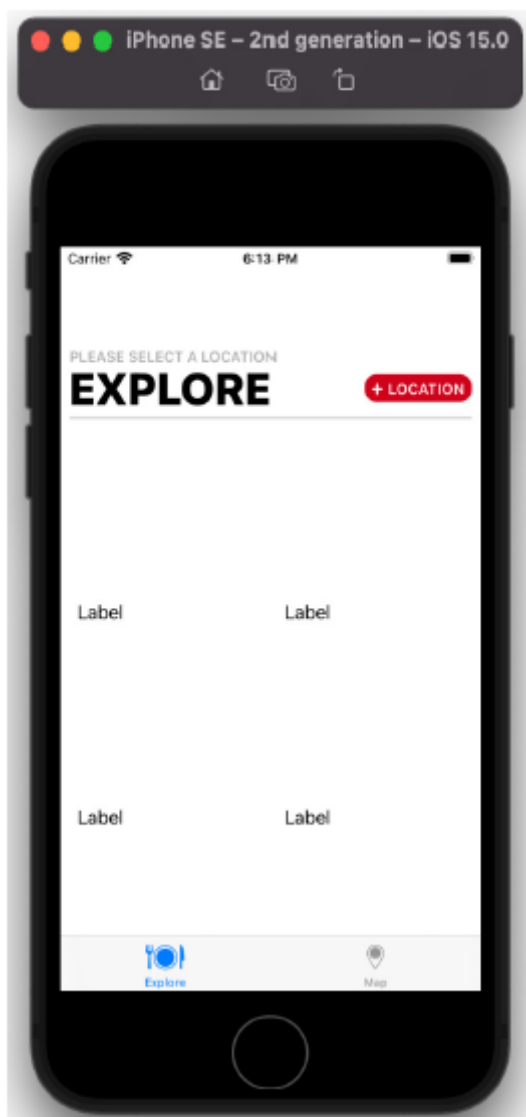 iPhone SE – 2nd generation – iOS 15.0
Carrier 6:13 PM
PLEASE SELECT A LOCATION
EXPLORE
+ LOCATION
Label Label
Label Label
Explore Map